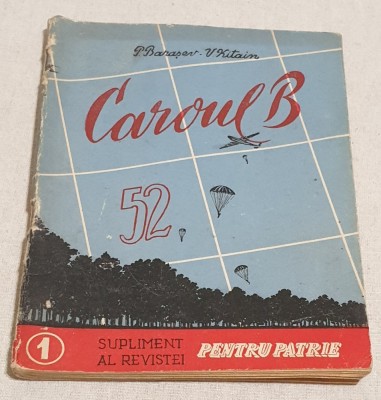 P. Barașev - V. Kitain
Caroul B
52
1
SUPLIMENT
AL REVISTEI
PENTRU PATRIE